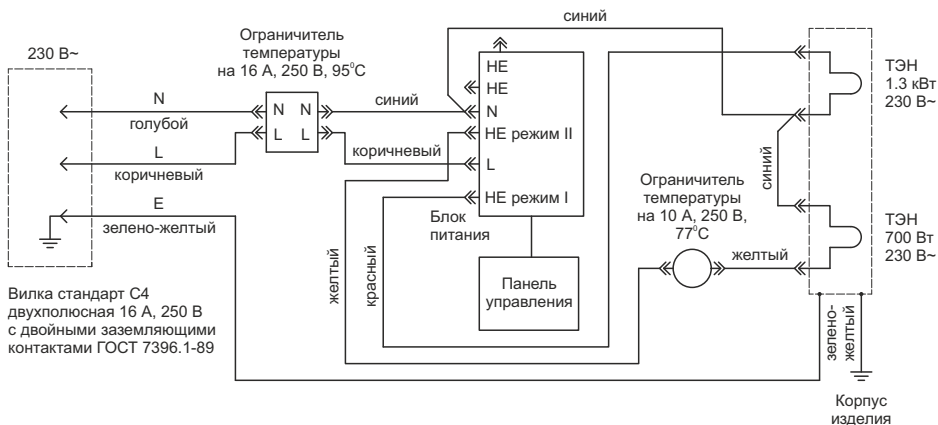 синий
230 В~
Ограничитель
температуры
на 16 А, 250 В, 95°С
НЕ
НЕ
N
НЕ режим II
L
НЕ режим I
N
голубой
L
коричневый
E
зелено-желтый
N N
L L
синий
коричневый
Блок
питания
Панель
управления
желтый
красный
Ограничитель
температуры
на 10 А, 250 В,
77°С
желтый
синий
ТЭН
1.3 кВт
230 В~
ТЭН
700 Вт
230 В~
Вилка стандарт С4
двухполюсная 16 А, 250 В
с двойными заземляющими
контактами ГОСТ 7396.1-89
зелено-
желтый
Корпус
изделия